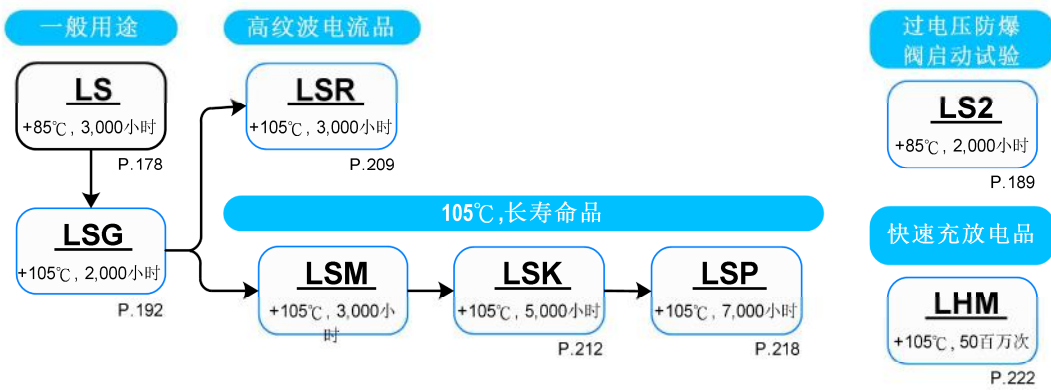 一般用途
LS
+85℃, 3,000小时
P.178
LSG
+105℃, 2,000小时
P.192
高纹波电流品
LSR
+105℃, 3,000小时
P.209
105℃,长寿命品
LSM
+105℃, 3,000小
时
LSK
+105℃, 5,000小时
P.212
LSP
+105℃, 7,000小时
P.218
过电压防爆
阀启动试验
LS2
+85℃, 2,000小时
P.189
快速充放电品
LHM
+105℃, 50百万次
P.222